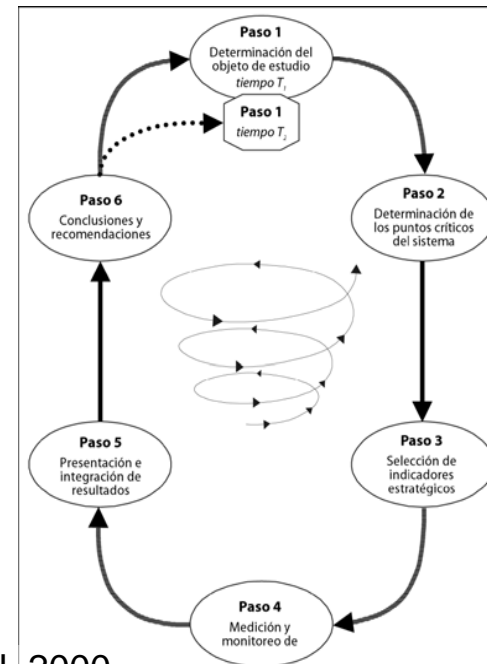 Paso 1
Determinación del
objeto de estudio
tiempo T1
Paso 1
tiempo T2
Paso 2
Determinación de
los puntos críticos
del sistema
Paso 3
Selección de
indicadores
estratégicos
Paso 4
Medición y
monitoreo de
Paso 5
Presentación e
integración de
resultados
Paso 6
Conclusiones y
recomendaciones
2000